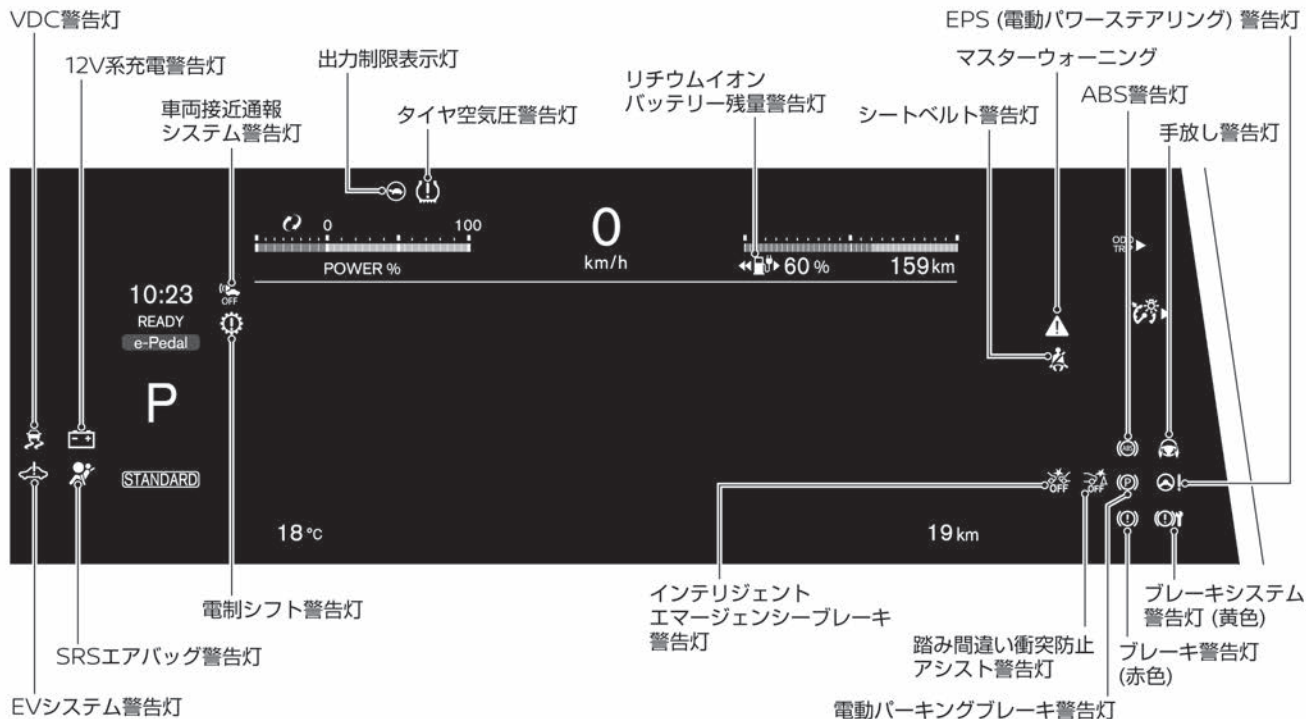 VDC警告灯
EPS (電動パワーステアリング) 警告灯
12V系充電警告灯
出力制限表示灯
マスターウォーニング
リチウムイオン
バッテリー残量警告灯
車両接近通報
システム警告灯
タイヤ空気圧警告灯
シートベルト警告灯
ABS警告灯
手放し警告灯
0
100
POWER %
0
km/h
60 %
159 km
ODO
TRIP
10:23
OFF
READY
e-Pedal
P
ABS
STANDARD
OFF
OFF
P
18 °C
19 km
電制シフト警告灯
インテリジェント
エマージェンシーブレーキ
警告灯
ブレーキシステム
警告灯 (黄色)
SRSエアバッグ警告灯
踏み間違い衝突防止
アシスト警告灯
ブレーキ警告灯
(赤色)
EVシステム警告灯
電動パーキングブレーキ警告灯